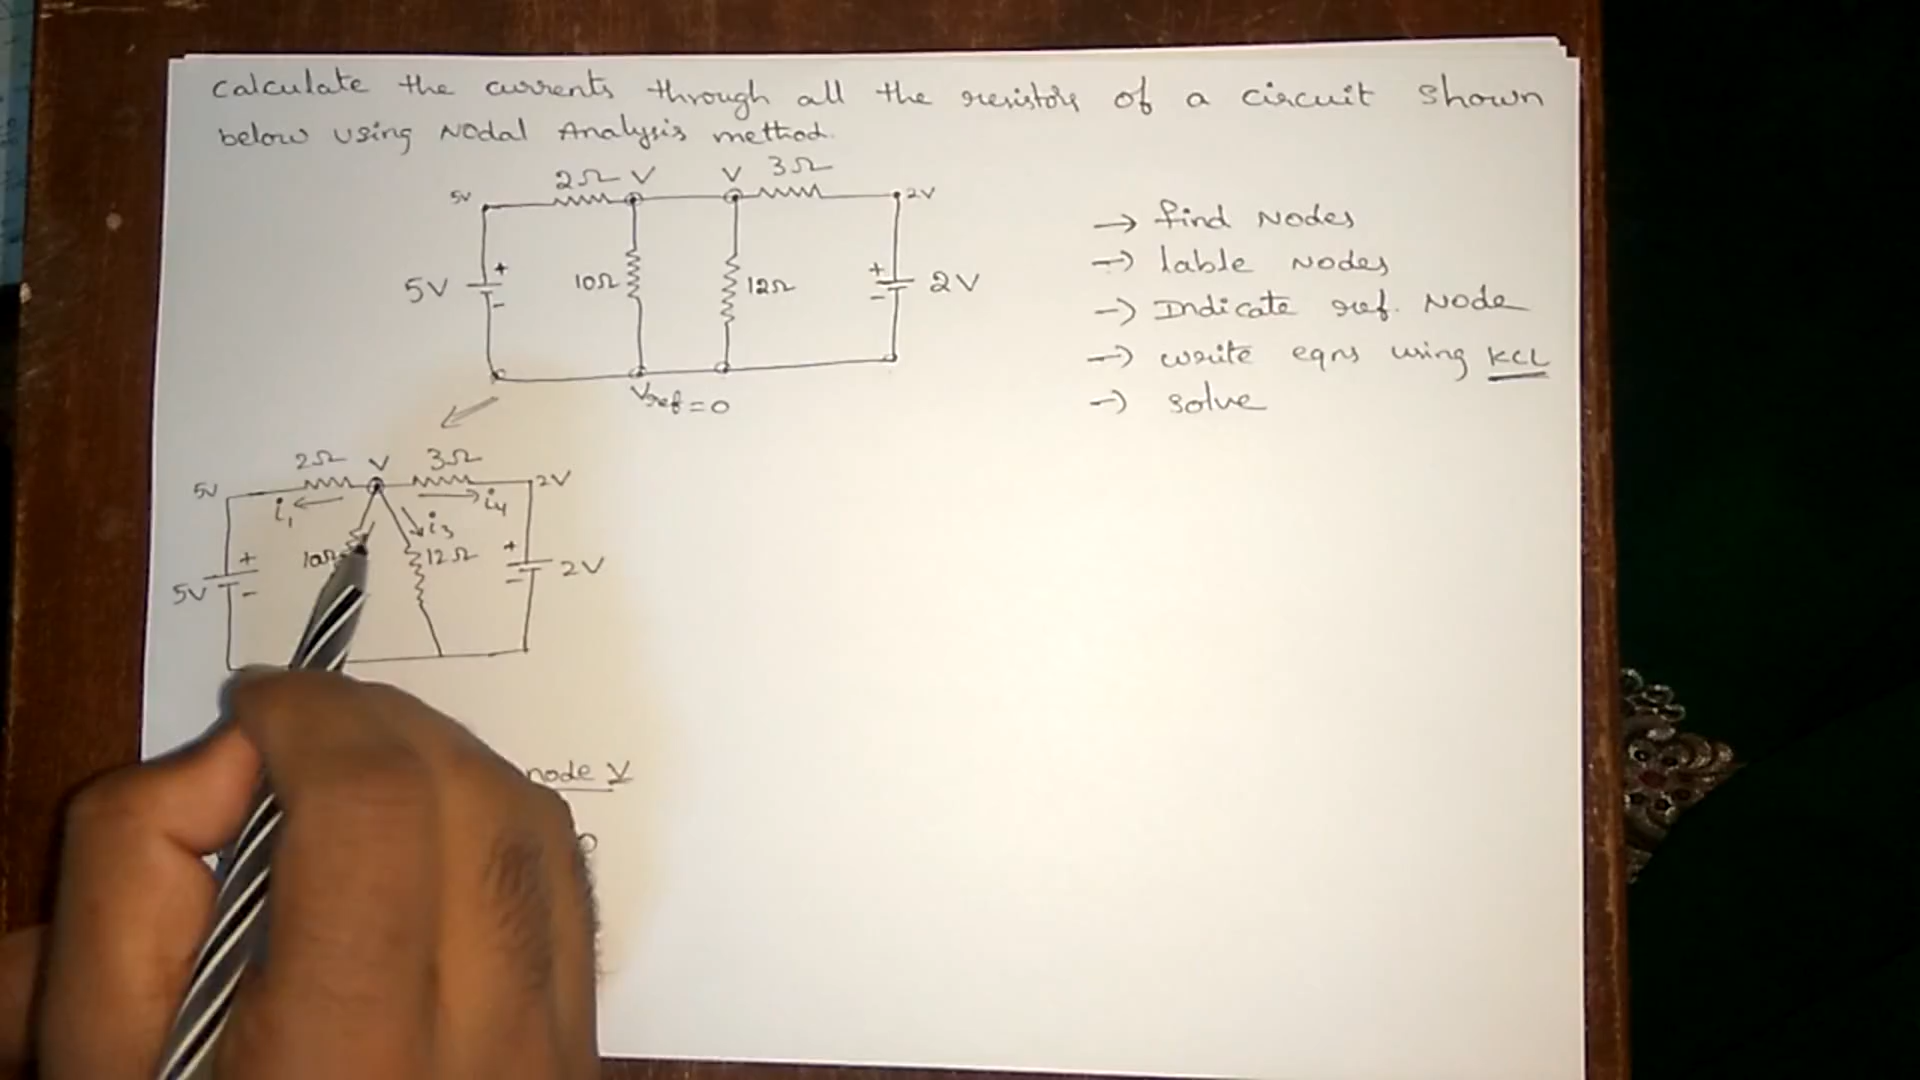 calculate the currents through all the resistors of a circuit shown
below using Nodal Analysis method.
5V 2Ω V V 3Ω 2V
5V + - 10Ω 12Ω + - 2V
Vref = 0
→ find Nodes
→ lable Nodes
→ Indicate ref. Node
→ write eqns using KCL
→ solve
5V 2Ω V 3Ω 2V
i1 i3 i4
5V + - 10Ω 12Ω + - 2V
node V